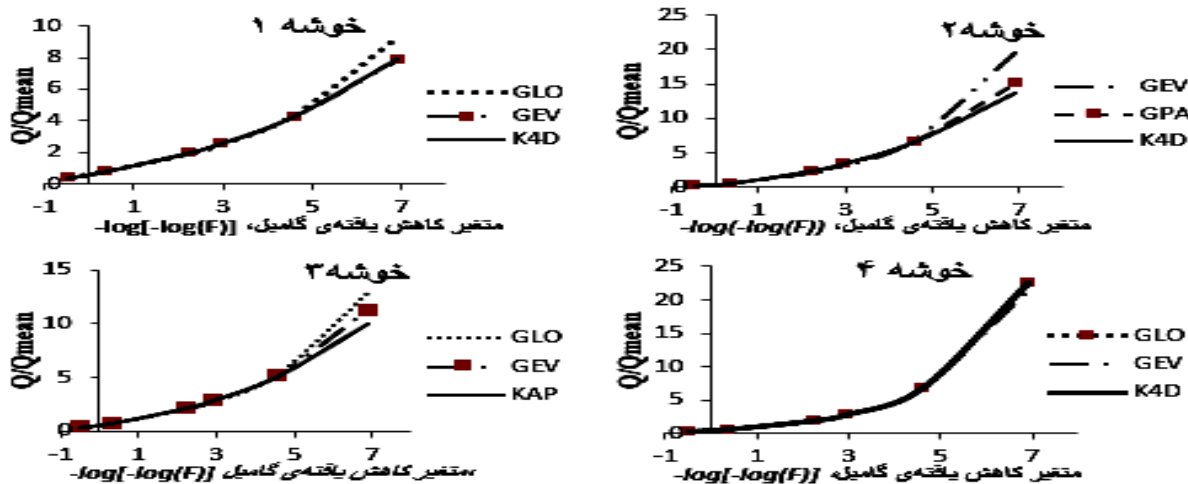 خوشه ۱
Q/Qmean
10
8
6
4
2
0
-1 1 3 5 7
GLO
GEV
K4D
متغیر کاهش یافته‌ی گامبل، -log[-log(F)]
خوشه۲
Q/Qmean
25
20
15
10
5
0
-1 1 3 5 7
GEV
GPA
K4D
متغیر کاهش یافته‌ی گامبل، -log(-log(F))
خوشه۳
Q/Qmean
15
10
5
0
-1 1 3 5 7
GLO
GEV
KAP
متغیر کاهش یافته‌ی گامبل، -log[-log(F)]
خوشه ۴
Q/Qmean
25
20
15
10
5
0
-1 1 3 5 7
GLO
GEV
K4D
متغیر کاهش یافته‌ی گامبل، -log(-log(F)]